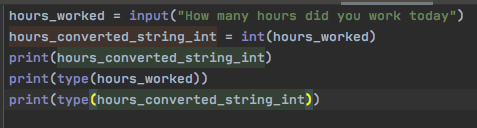 hours_worked = input("How many hours did you work today")
hours_converted_string_int = int(hours_worked)
print(hours_converted_string_int)
print(type(hours_worked))
print(type(hours_converted_string_int))